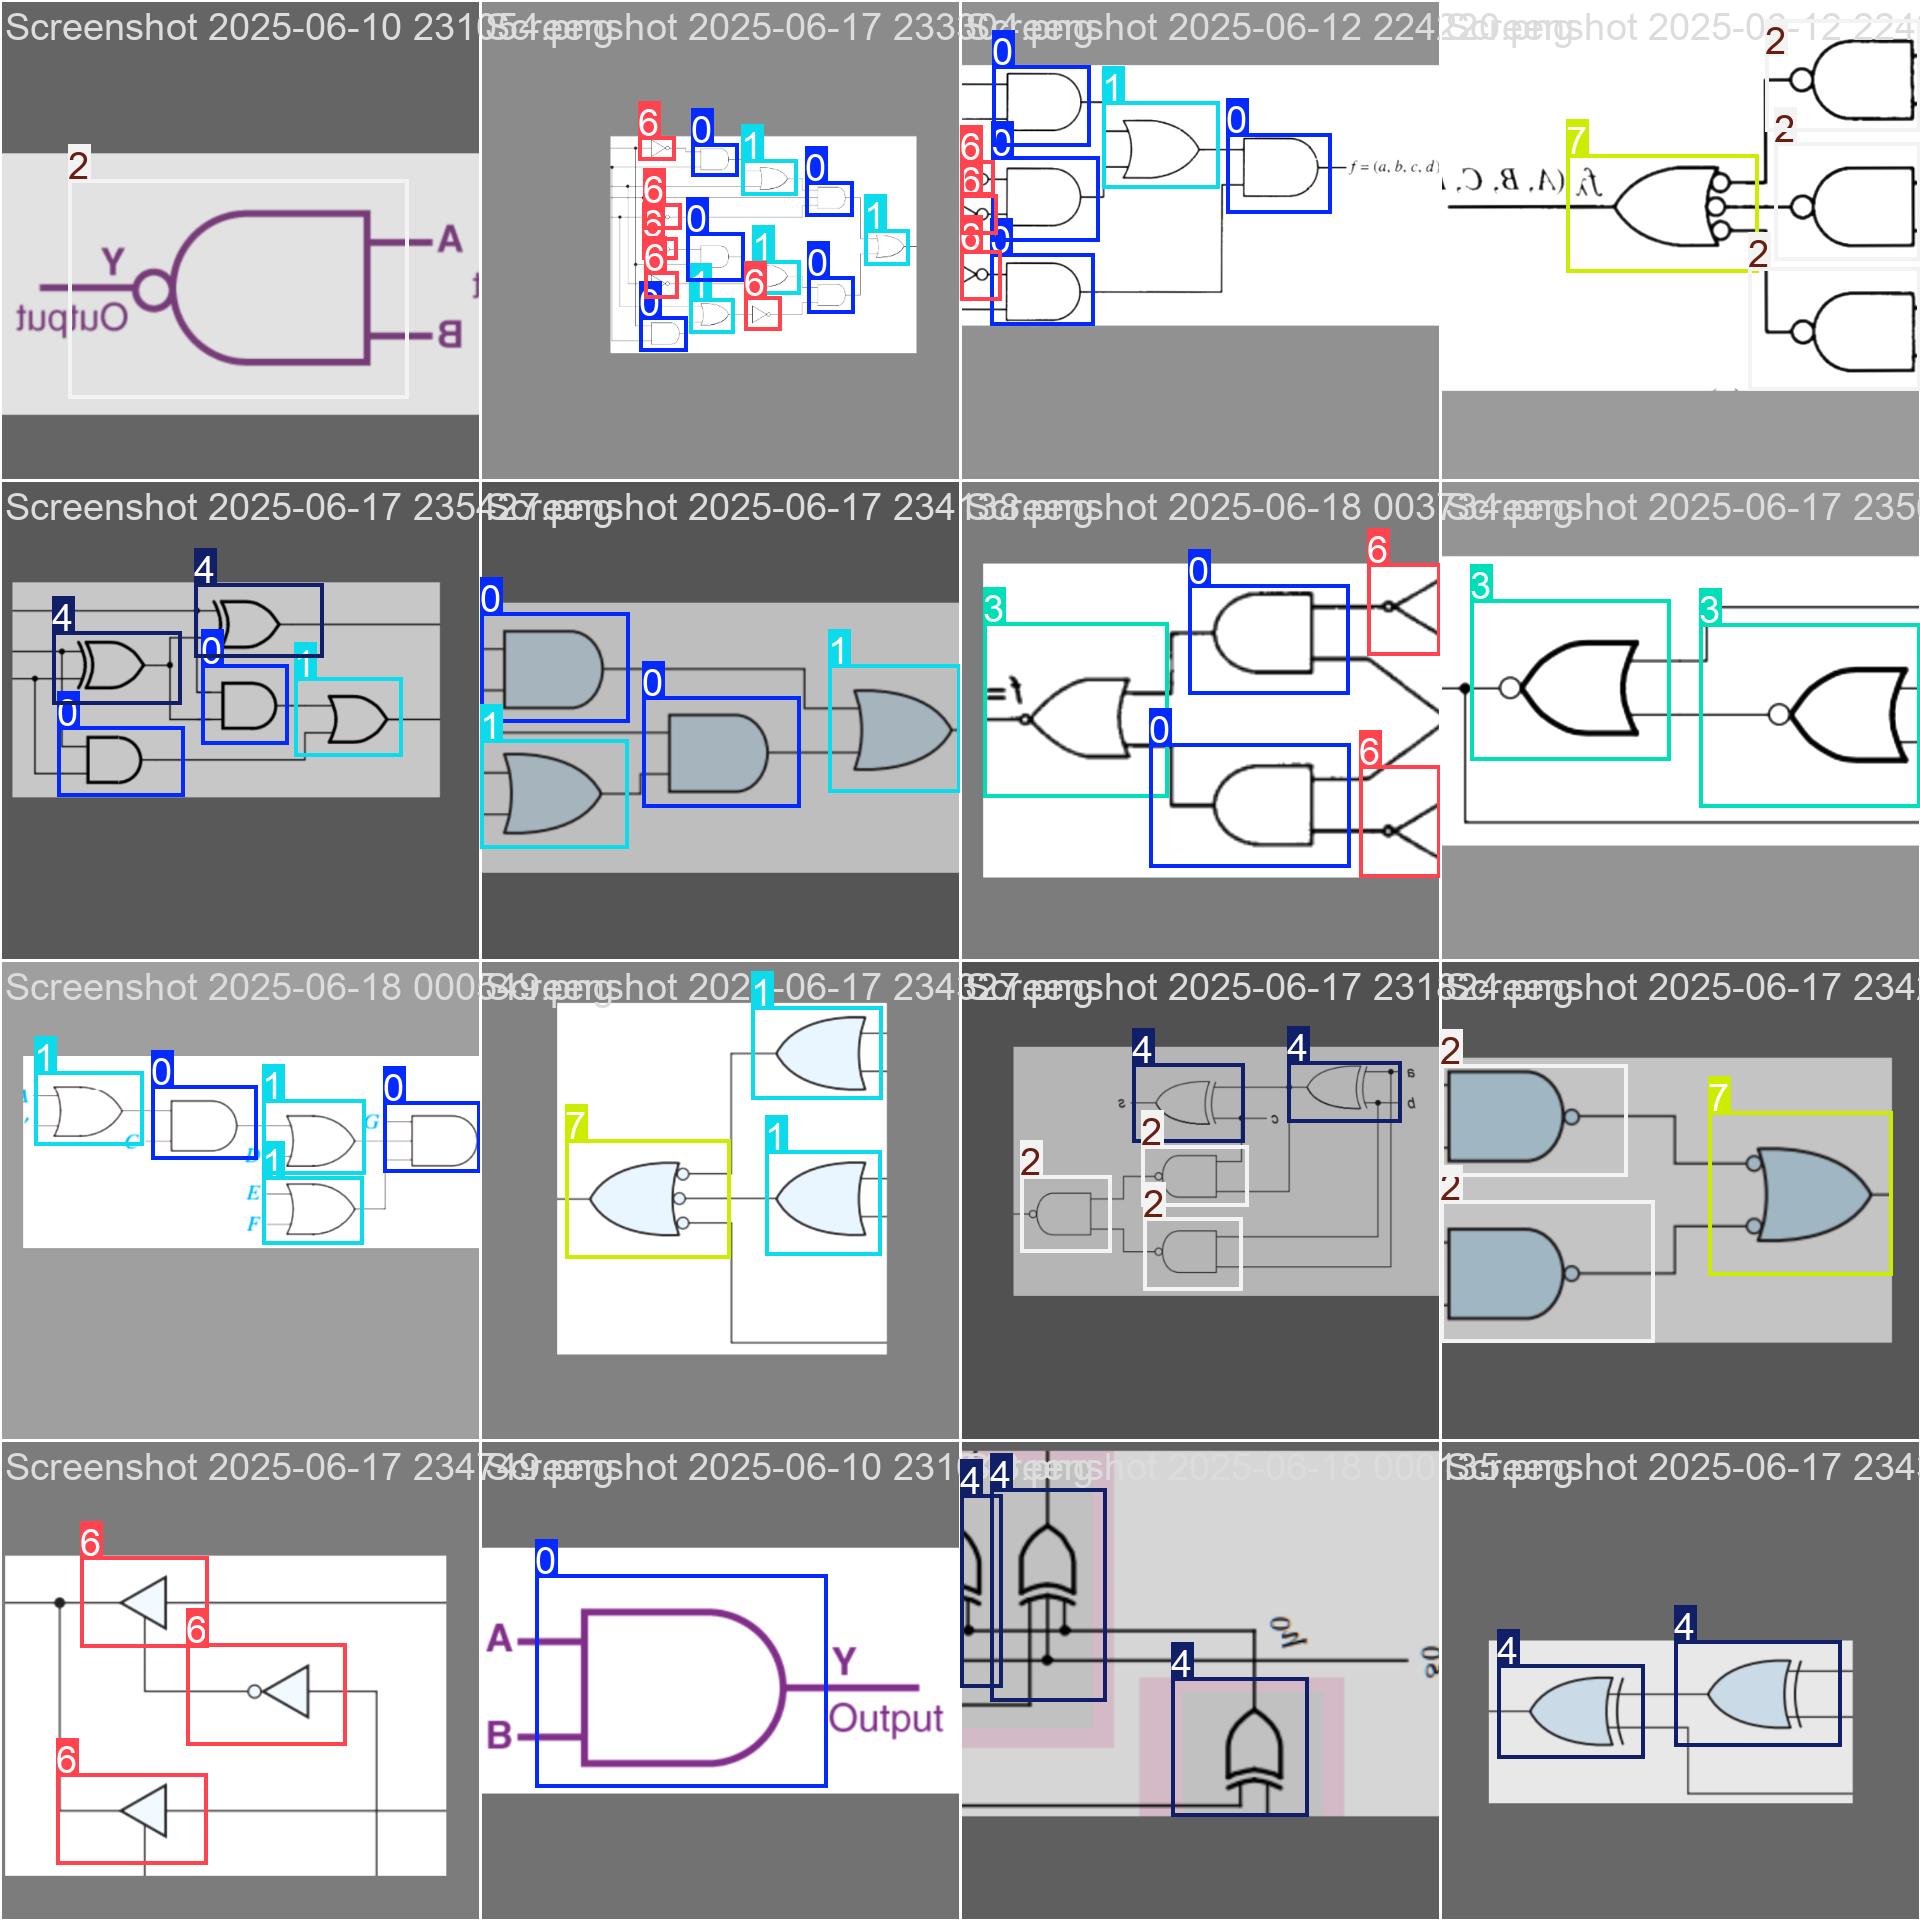 Screenshot 2025-06-10 231054.png
Screenshot 2025-06-17 2333
Screenshot 2025-06-12 224220.png
Screenshot 2025-06-12 224
2
6
0
1
0
6
0
1
6
6
0
1
1
6
6
0
0
0
1
0
6
0
6
6
0
f = (a, b, c, d)
2
7
2
2
Y
Output
A
B
Screenshot 2025-06-17 235427.png
Screenshot 2025-06-17 234138.png
Screenshot 2025-06-18 003734.png
Screenshot 2025-06-17 235
4
4
0
1
0
0
1
0
1
3
0
6
0
6
3
3
Screenshot 2025-06-18 000549.png
Screenshot 2025-06-17 234327.png
Screenshot 2025-06-17 231824.png
Screenshot 2025-06-17 234
1
0
1
0
1
C
D
G
E
F
1
7
1
4
4
2
2
2
a
b
s
c
2
2
7
Screenshot 2025-06-17 234749.png
Screenshot 2025-06-10 231
Screenshot 2025-06-18 000135.png
Screenshot 2025-06-17 234
6
6
6
0
A
B
Y
Output
4
4
4
4
4